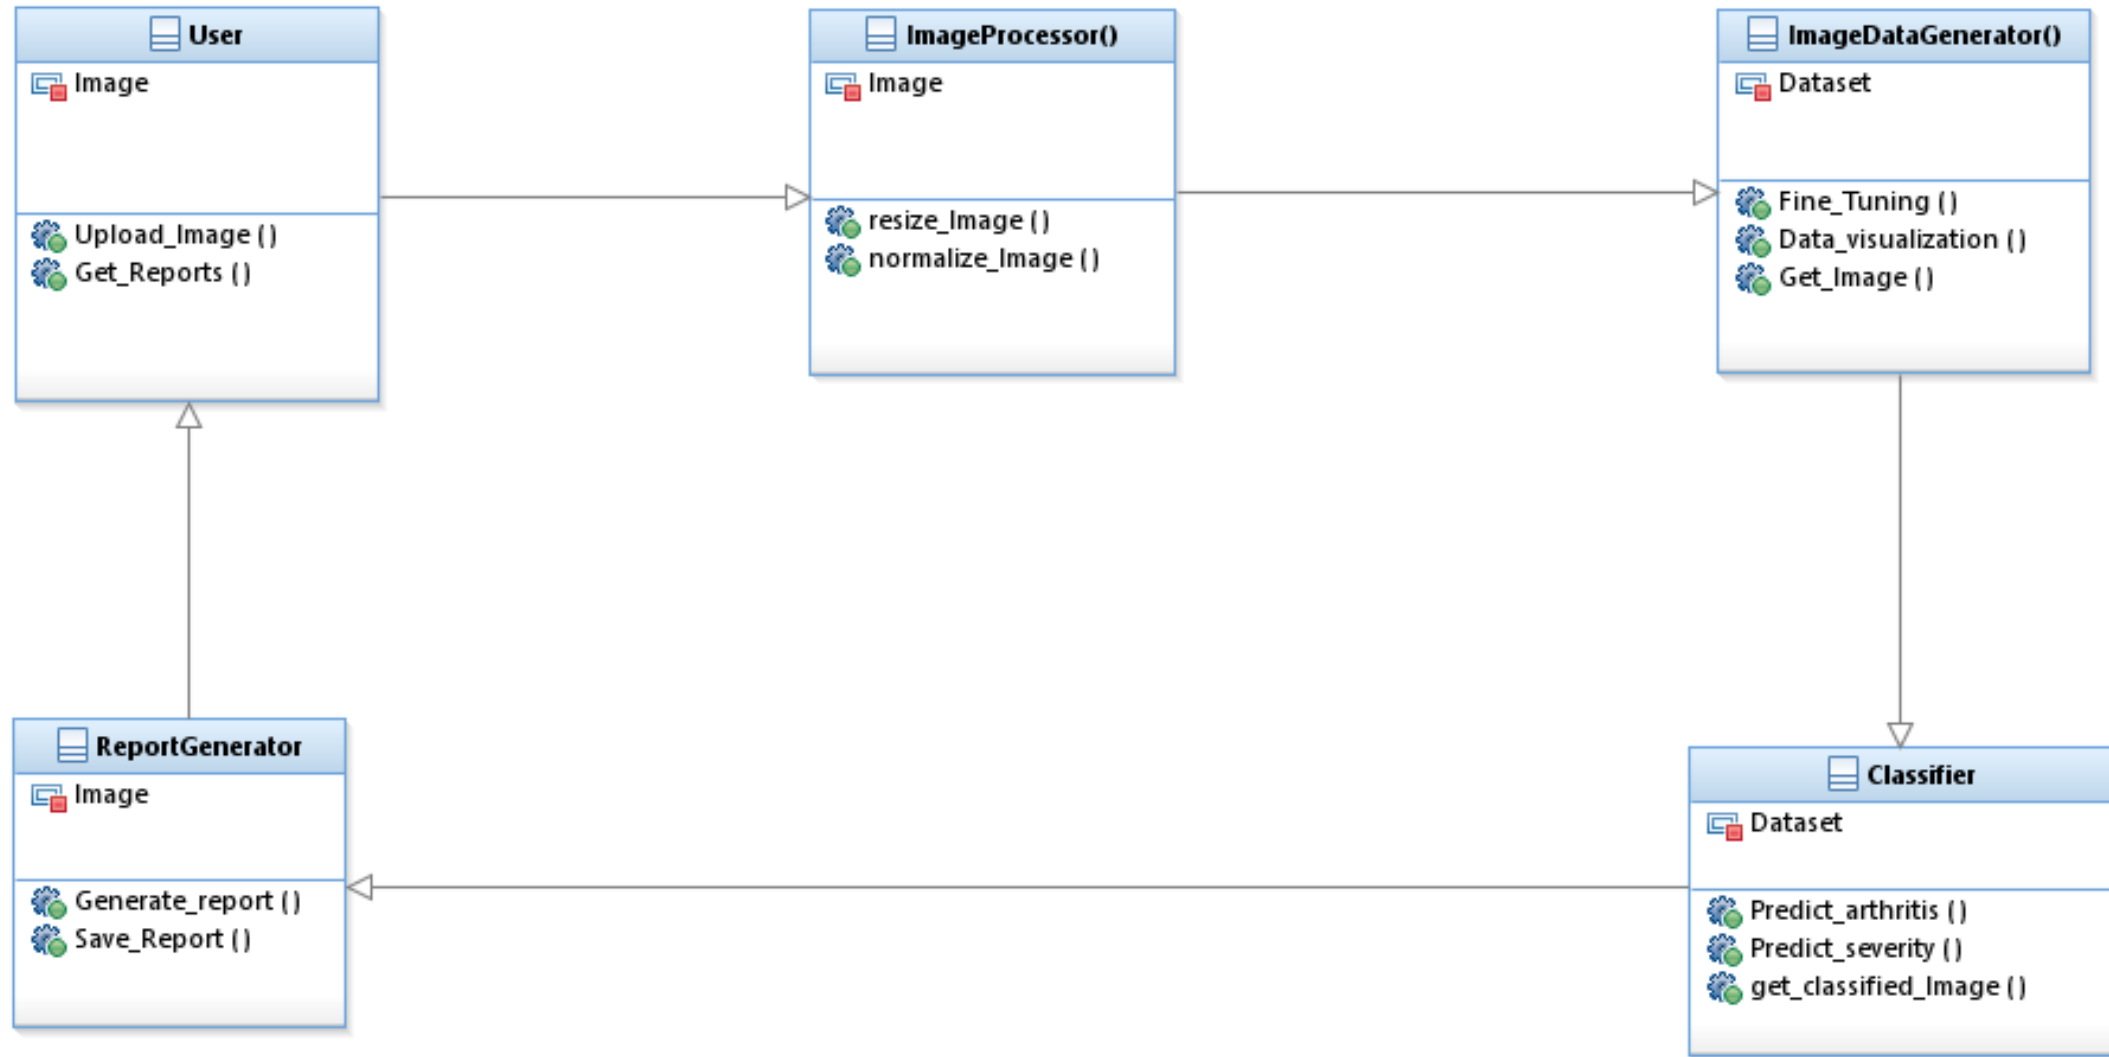 User
Image
Upload_Image ( )
Get_Reports ( )
ImageProcessor()
Image
resize_Image ( )
normalize_Image ( )
ImageDataGenerator()
Dataset
Fine_Tuning ( )
Data_visualization ( )
Get_Image ( )
ReportGenerator
Image
Generate_report ( )
Save_Report ( )
Classifier
Dataset
Predict_arthritis ( )
Predict_severity ( )
get_classified_Image ( )